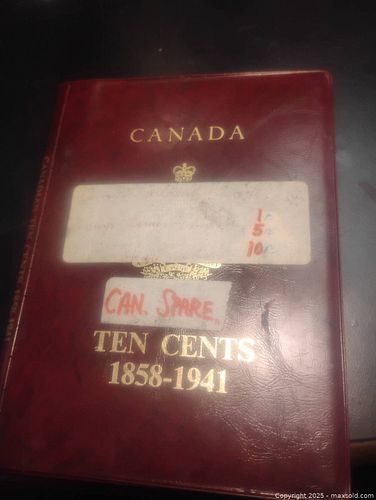 CANADA
1¢
5¢
10¢
CAN. SPARE.
TEN CENTS
1858-1941
Copyright 2025 - maxsold.com